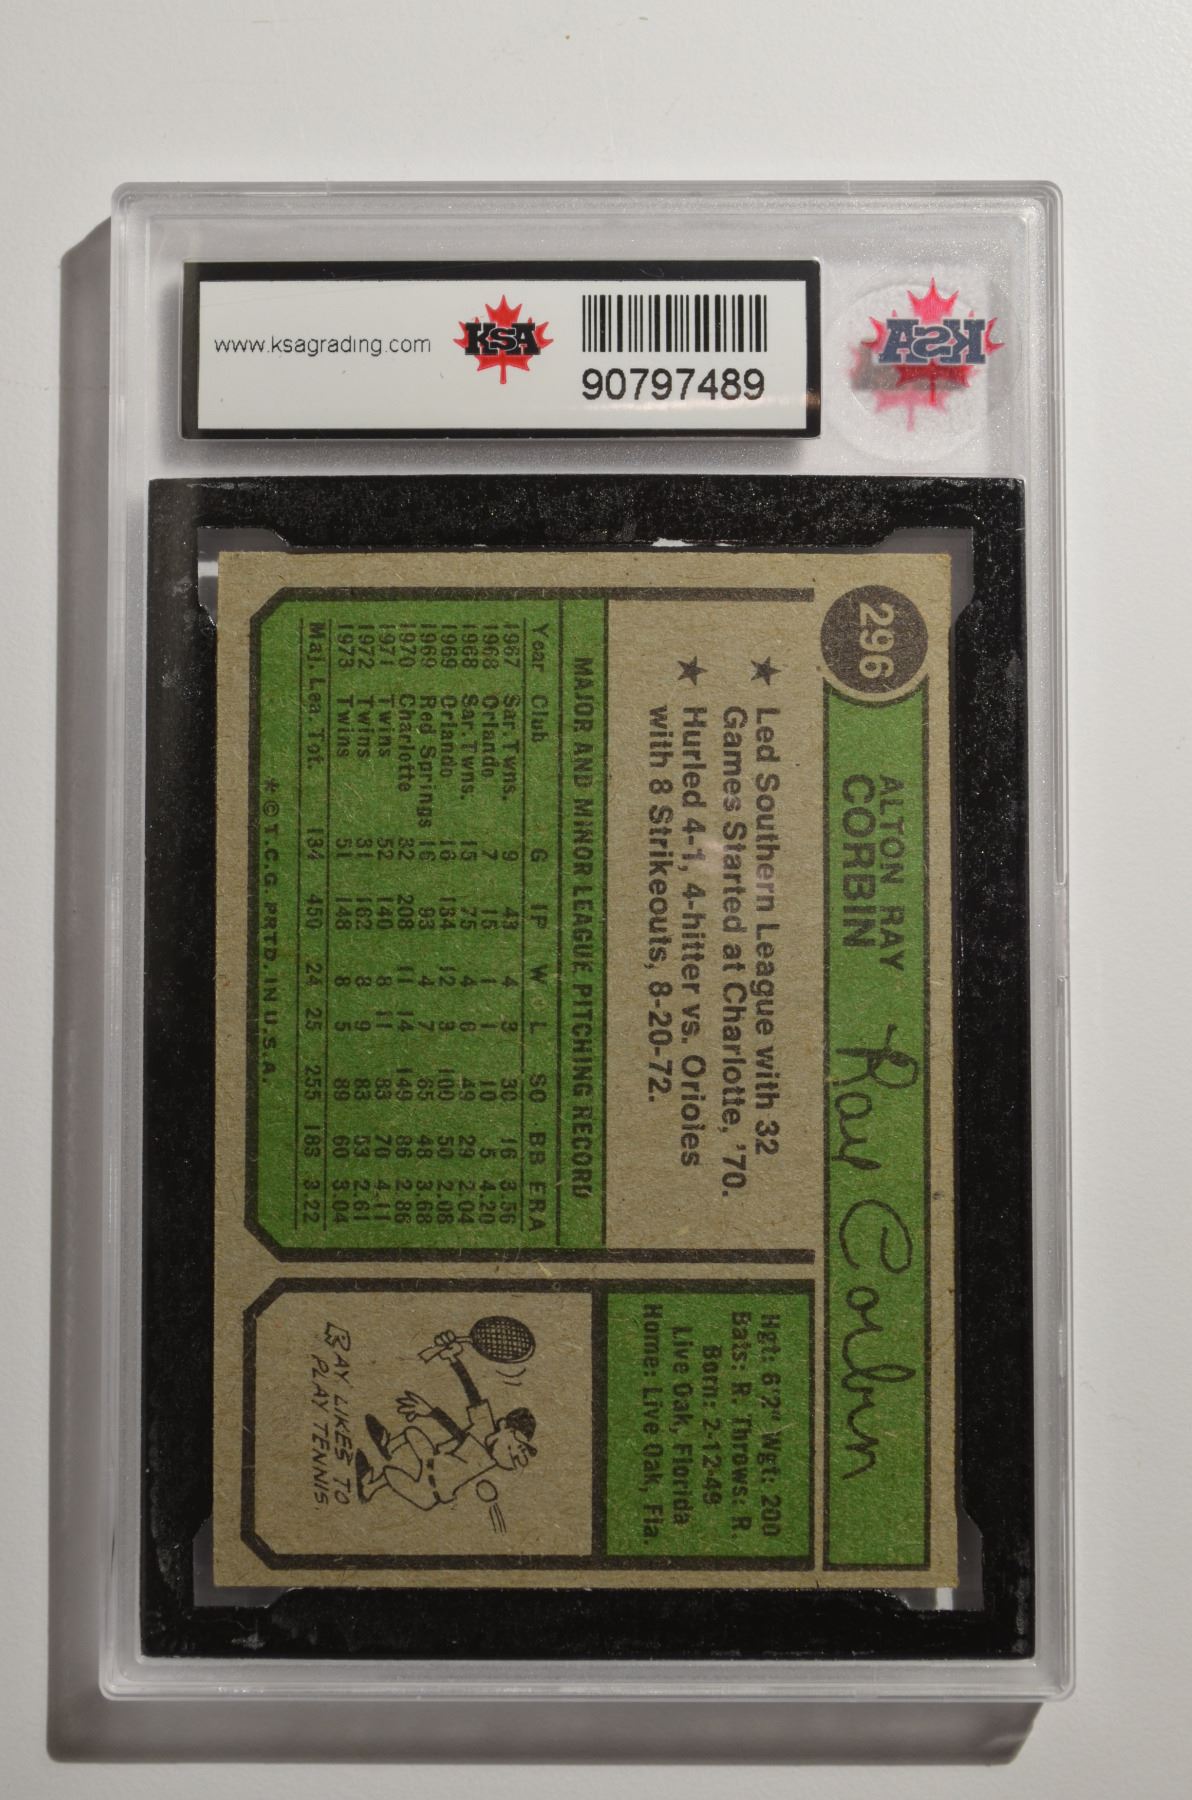 www.ksagrading.com
KSA
90797489
KSA
296
ALTON RAY
CORBIN
Ray Corbin
★ Led Southern League with 32
Games Started at Charlotte, '70.
★ Hurled 4-1, 4-hitter vs. Orioles
with 8 Strikeouts, 8-20-72.
MAJOR AND MINOR LEAGUE PITCHING RECORD
Year Club G IP W L SO BB ERA
1967 Sar. Twns. 9 43 4 3 30 16 3.56
1968 Orlando 7 15 1 1 10 5 4.20
1968 Sar. Twns. 15 75 4 6 49 29 2.04
1969 Orlando 16 134 12 3 100 50 2.08
1969 Red Springs 16 93 4 7 65 48 3.68
1970 Charlotte 32 208 11 14 149 86 2.86
1971 Twins 52 140 8 11 83 70 4.11
1972 Twins 31 162 8 9 83 53 2.61
1973 Twins 51 148 8 5 89 60 3.04
Maj. Lea. Tot. 134 450 24 25 255 183 3.22
*©T.C.G. PRTD. IN U.S.A.
Hgt: 6'2" Wgt: 200
Bats: R. Throws: R.
Born: 2-12-49
Live Oak, Florida
Home: Live Oak, Fla.
RAY LIKES TO
PLAY TENNIS.